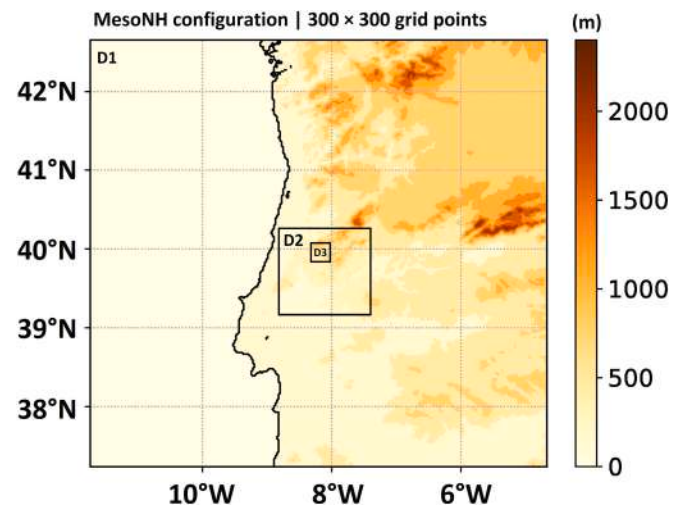 MesoNH configuration | 300 × 300 grid points
(m)
D1
42°N
41°N
40°N
39°N
38°N
D2
D3
10°W
8°W
6°W
2000
1500
1000
500
0